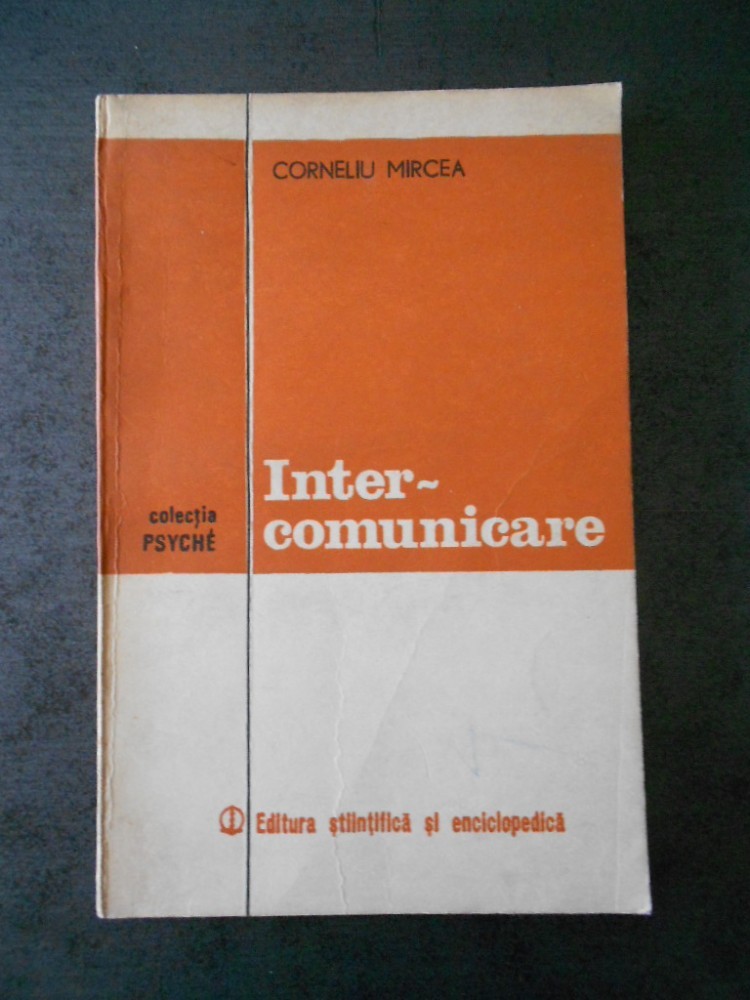 CORNELIU MIRCEA
Inter~
comunicare
colecția
PSYCHÉ
Editura științifică și enciclopedică